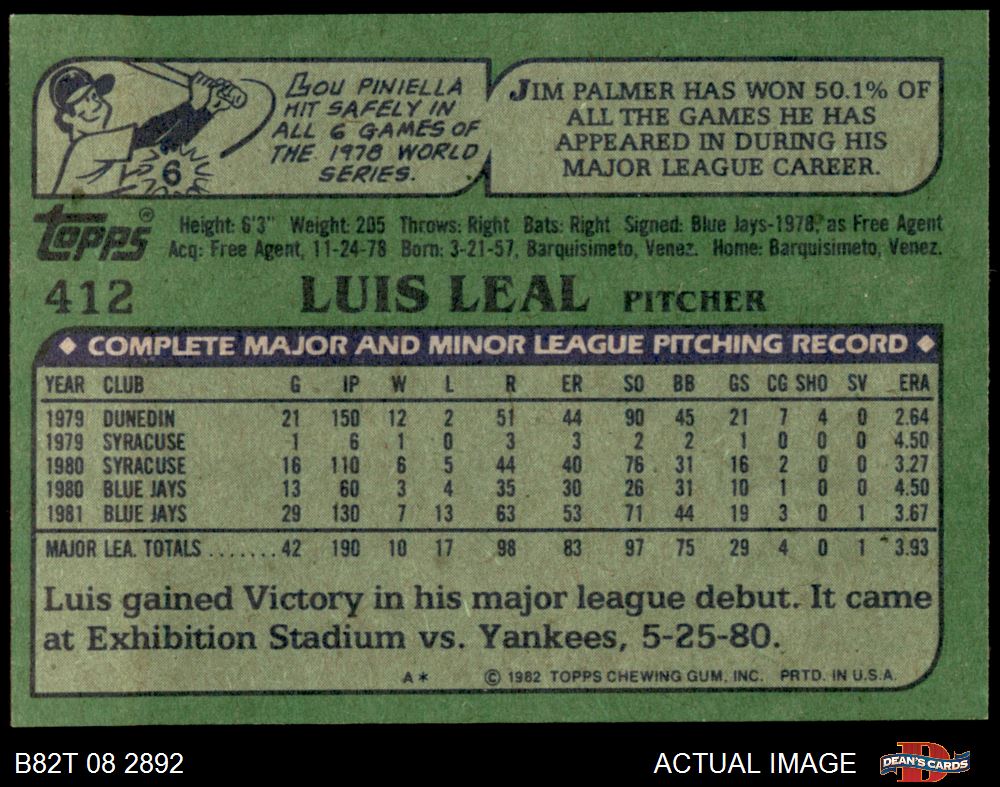 LOU PINIELLA
HIT SAFELY IN
ALL 6 GAMES OF
THE 1978 WORLD
SERIES.
6
JIM PALMER HAS WON 50.1% OF
ALL THE GAMES HE HAS
APPEARED IN DURING HIS
MAJOR LEAGUE CAREER.
topps®
Height: 6'3" Weight: 205 Throws: Right Bats: Right Signed: Blue Jays-1978, as Free Agent
Acq: Free Agent, 11-24-78 Born: 3-21-57, Barquisimeto, Venez. Home: Barquisimeto, Venez.
412 LUIS LEAL PITCHER
◆ COMPLETE MAJOR AND MINOR LEAGUE PITCHING RECORD ◆
YEAR CLUB G IP W L R ER SO BB GS CG SHO SV ERA
1979 DUNEDIN 21 150 12 2 51 44 90 45 21 7 4 0 2.64
1979 SYRACUSE 1 6 1 0 3 3 2 2 1 0 0 0 4.50
1980 SYRACUSE 16 110 6 5 44 40 76 31 16 2 0 0 3.27
1980 BLUE JAYS 13 60 3 4 35 30 26 31 10 1 0 0 4.50
1981 BLUE JAYS 29 130 7 13 63 53 71 44 19 3 0 1 3.67
MAJOR LEA. TOTALS ....... 42 190 10 17 98 83 97 75 29 4 0 1 3.93
Luis gained Victory in his major league debut. It came
at Exhibition Stadium vs. Yankees, 5-25-80.
A* © 1982 TOPPS CHEWING GUM, INC. PRTD. IN U.S.A.
B82T 08 2892 ACTUAL IMAGE D DEAN'S CARDS